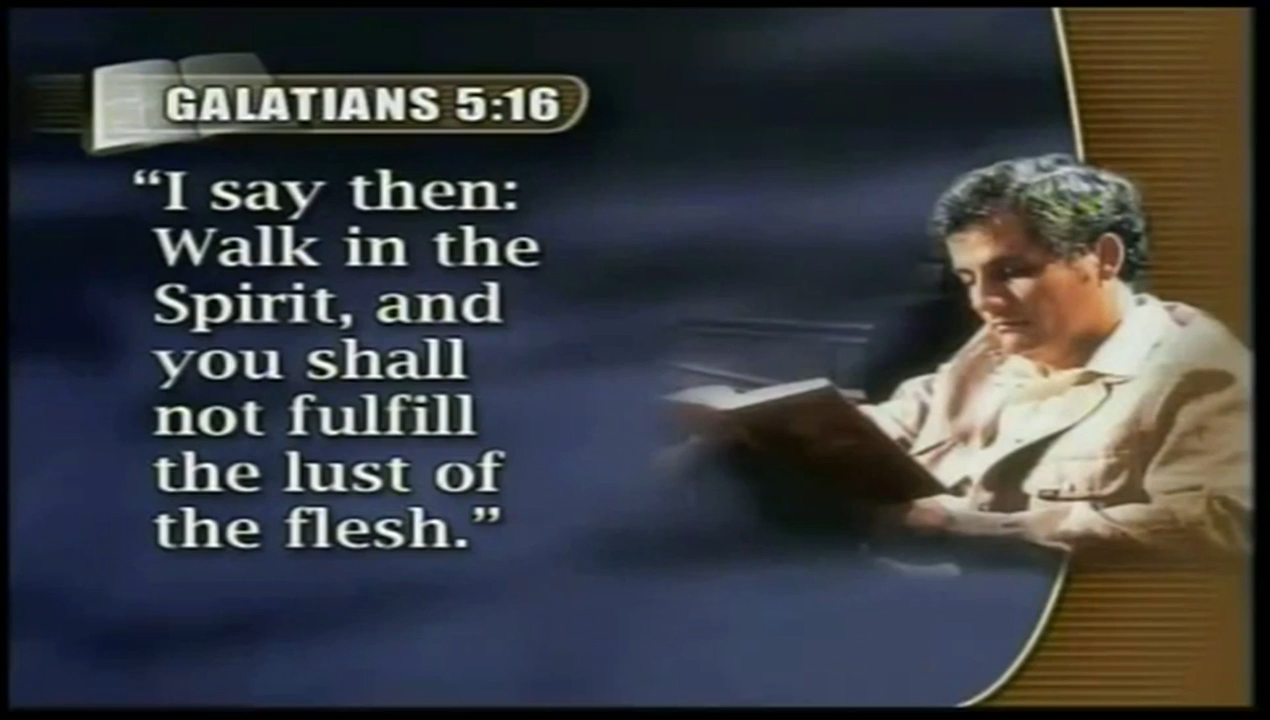 GALATIANS 5:16
“I say then:
Walk in the
Spirit, and
you shall
not fulfill
the lust of
the flesh.”